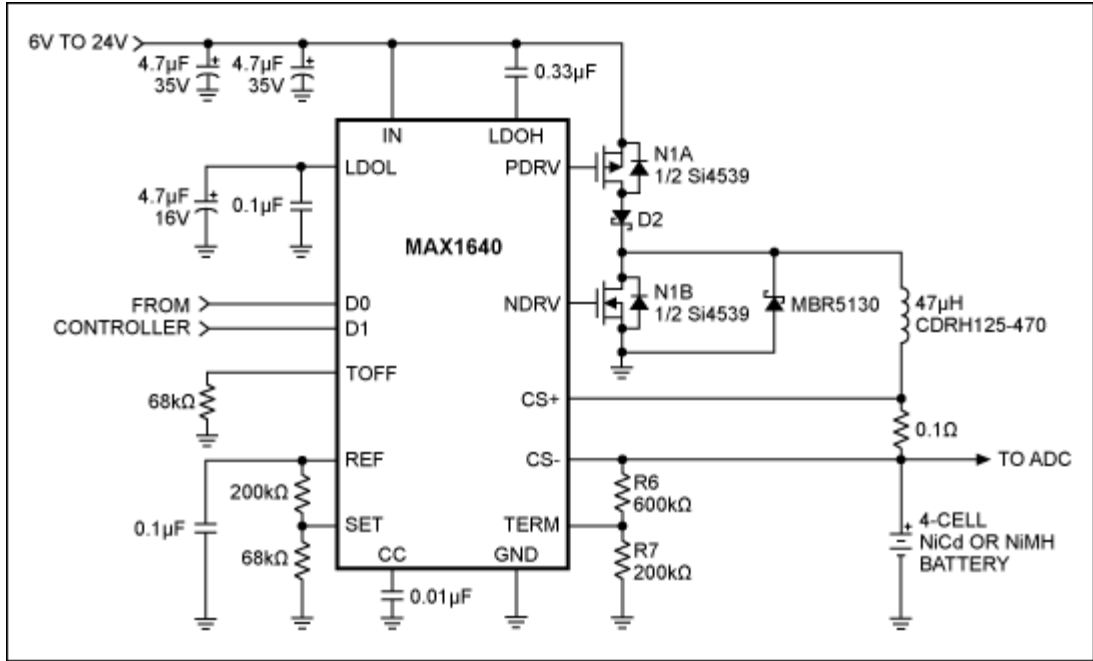 6V TO 24V
4.7µF
35V
4.7µF
35V
0.33µF
IN
LDOH
LDOL
PDRV
N1A
1/2 Si4539
4.7µF
16V
0.1µF
D2
MAX1640
FROM
CONTROLLER
D0
D1
NDRV
N1B
1/2 Si4539
MBR5130
47µH
CDRH125-470
TOFF
68kΩ
CS+
0.1Ω
REF
CS-
TO ADC
200kΩ
R6
600kΩ
0.1µF
SET
TERM
68kΩ
CC
GND
R7
200kΩ
4-CELL
NiCd OR NiMH
BATTERY
0.01µF